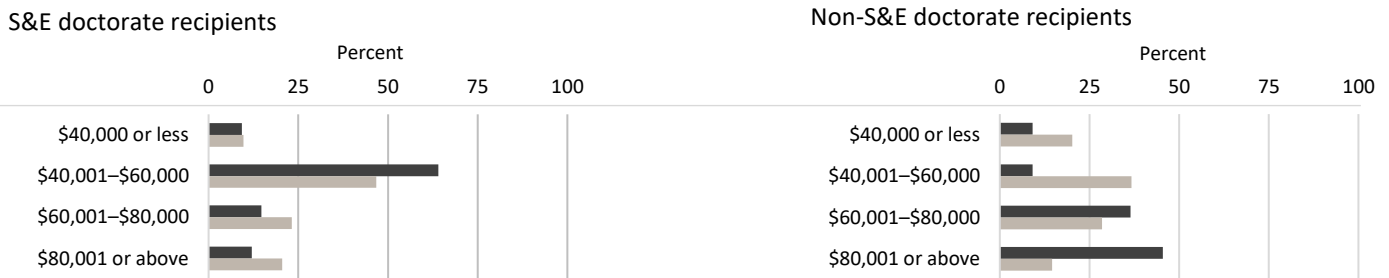 S&E doctorate recipients
Percent
0 25 50 75 100
$40,000 or less
$40,001–$60,000
$60,001–$80,000
$80,001 or above
Non-S&E doctorate recipients
Percent
0 25 50 75 100
$40,000 or less
$40,001–$60,000
$60,001–$80,000
$80,001 or above